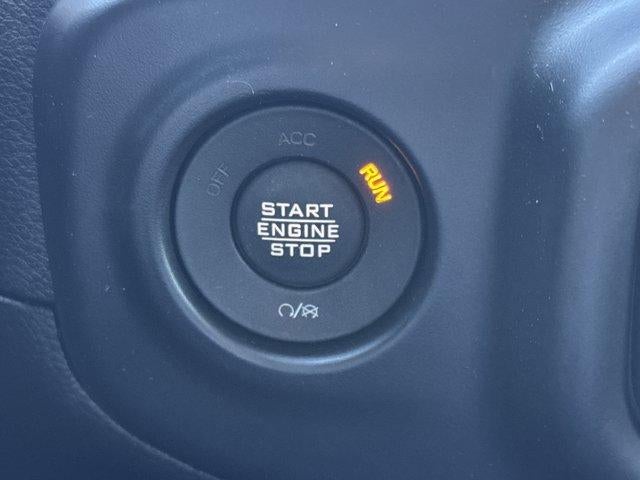 ACC
OFF
RUN
START
ENGINE
STOP